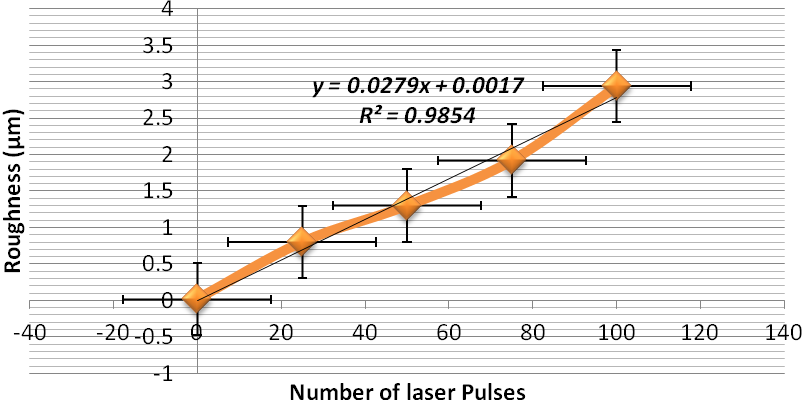 4
3.5
3
y = 0.0279x + 0.0017
R² = 0.9854
2.5
2
1.5
1
0.5
0
-40 -20 0 20 40 60 80 100 120 140
-0.5
-1
Roughness (µm)
Number of laser Pulses